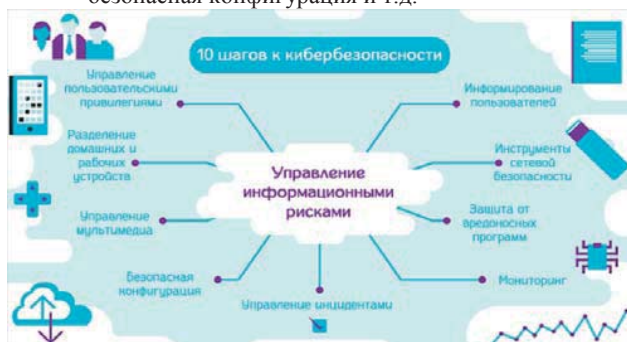 безопасная конфигурация и т.д.
10 шагов к кибербезопасности
Управление
пользовательскими
привилегиями
Разделение
домашних и
рабочих
устройств
Управление
мультимедиа
Безопасная
конфигурация
Управление
информационными
рисками
Управление инцидентами
Информирование
пользователей
Инструменты
сетевой
безопасности
Защита от
вредоносных
программ
Мониторинг